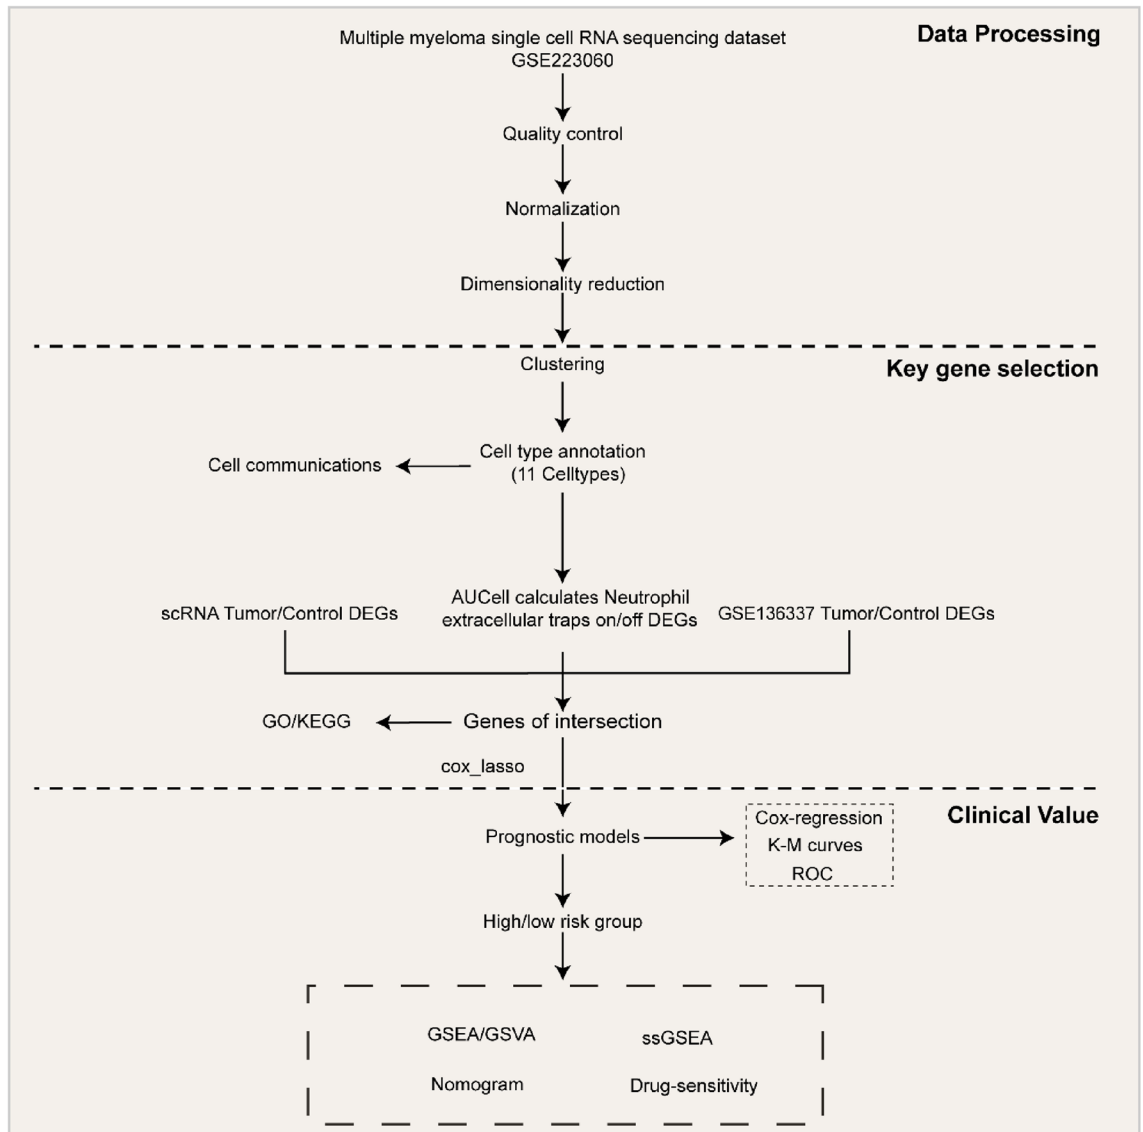 Data Processing
Multiple myeloma single cell RNA sequencing dataset
GSE223060
Quality control
Normalization
Dimensionality reduction
Clustering
Key gene selection
Cell type annotation
(11 Celltypes)
Cell communications
scRNA Tumor/Control DEGs
AUCell calculates Neutrophil
extracellular traps on/off DEGs
GSE136337 Tumor/Control DEGs
GO/KEGG
Genes of intersection
cox_lasso
Clinical Value
Prognostic models
Cox-regression
K-M curves
ROC
High/low risk group
GSEA/GSVA
ssGSEA
Nomogram
Drug-sensitivity